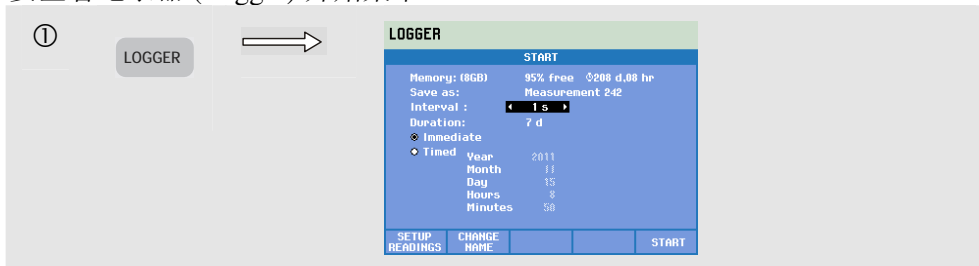 ①
LOGGER
LOGGER
START
Memory: (8GB) 95% free 208 d,08 hr
Save as: Measurement 242
Interval : 1 s
Duration: 7 d
Immediate
Timed
Year 2011
Month 11
Day 15
Hours 8
Minutes 50
SETUP READINGS CHANGE NAME START